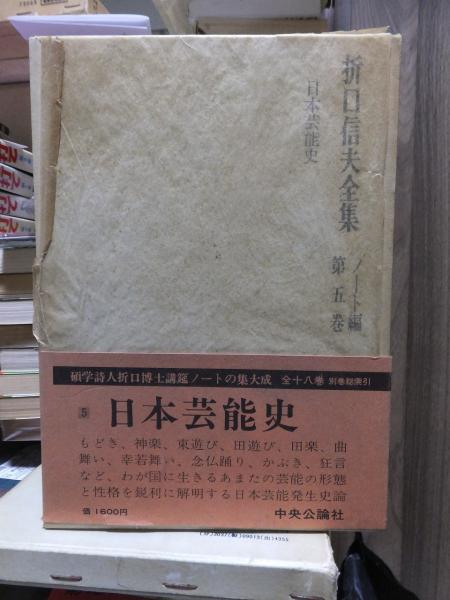 折口信夫全集
ノート編
第五巻
日本芸能史
碩学詩人折口博士講筵ノートの集大成 全十八巻 別巻総索引
5 日本芸能史
もどき、神楽、東遊び、田遊び、田楽、曲
舞い、幸若舞い、念仏踊り、かぶき、狂言
など、わが国に生きるあまたの芸能の形態
と性格を鋭利に解明する日本芸能発生史論
価1600円
中央公論社